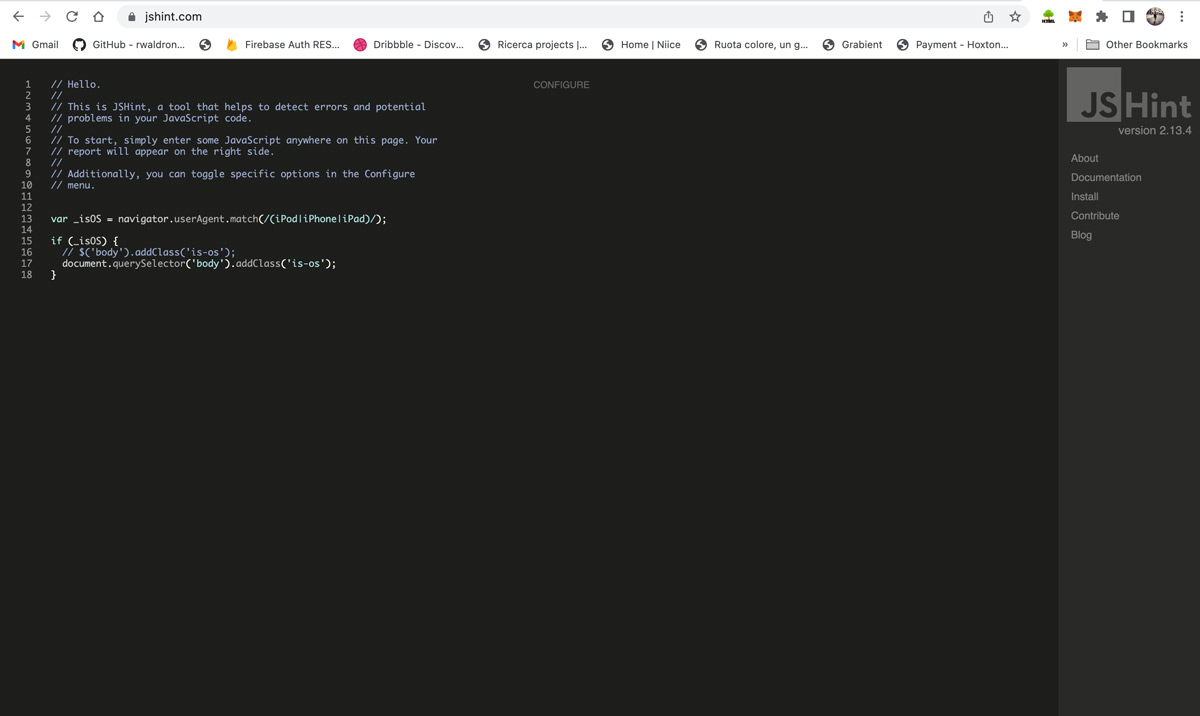 jshint.com
Gmail
GitHub - rwaldron...
Firebase Auth RES...
Dribbble - Discov...
Ricerca projects |...
Home | Niice
Ruota colore, un g...
Grabient
Payment - Hoxton...
»
Other Bookmarks
1 // Hello.
2 //
3 // This is JSHint, a tool that helps to detect errors and potential
4 // problems in your JavaScript code.
5 //
6 // To start, simply enter some JavaScript anywhere on this page. Your
7 // report will appear on the right side.
8 //
9 // Additionally, you can toggle specific options in the Configure
10 // menu.
11
12
13 var _isOS = navigator.userAgent.match(/(iPod|iPhone|iPad)/);
14
15 if (_isOS) {
16 // $('body').addClass('is-os');
17 document.querySelector('body').addClass('is-os');
18 }
CONFIGURE
JSHint
version 2.13.4
About
Documentation
Install
Contribute
Blog